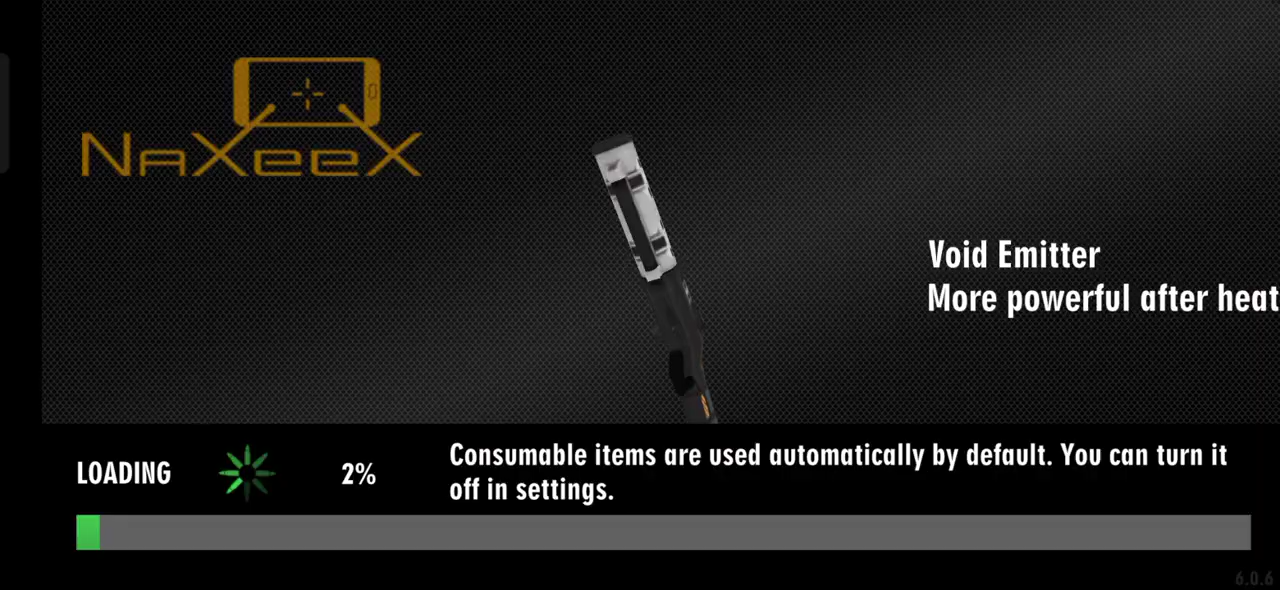 NaXeeX
Void Emitter
More powerful after heat
LOADING
2%
Consumable items are used automatically by default. You can turn it
off in settings.
6.0.6